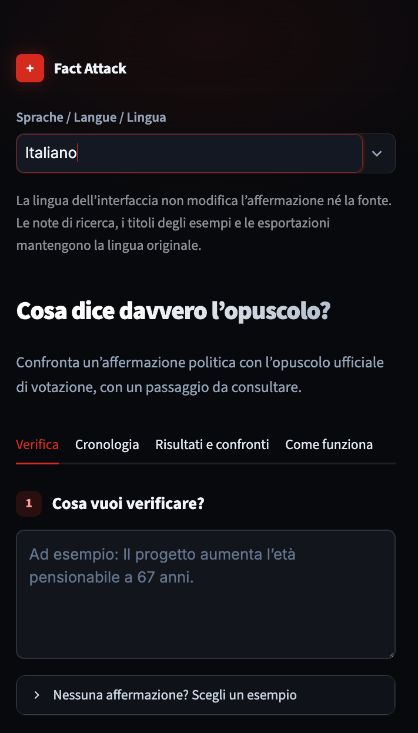 + Fact Attack
Sprache / Langue / Lingua
Italiano
La lingua dell’interfaccia non modifica l’affermazione né la fonte.
Le note di ricerca, i titoli degli esempi e le esportazioni
mantengono la lingua originale.
Cosa dice davvero l’opuscolo?
Confronta un’affermazione politica con l’opuscolo ufficiale
di votazione, con un passaggio da consultare.
Verifica Cronologia Risultati e confronti Come funziona
1 Cosa vuoi verificare?
Ad esempio: Il progetto aumenta l’età
pensionabile a 67 anni.
Nessuna affermazione? Scegli un esempio